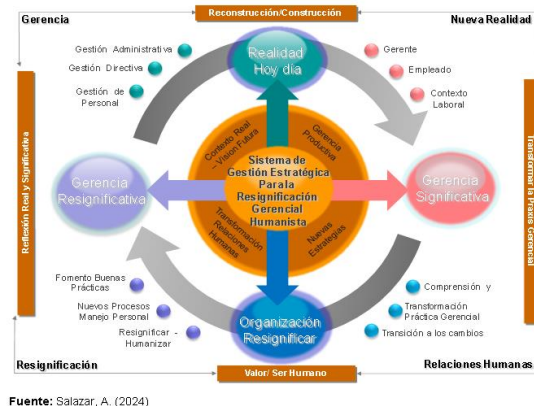 Reconstrucción/Construcción
Gerencia
Nueva Realidad
Gestión Administrativa
Gestión Directiva
Gestión de
Personal
Realidad
Hoy día
Gerente
Empleado
Contexto
Laboral
Reflexión Real y Significativa
Transformar la Praxis Gerencial
Contexto Real
– Vision Futura
Gerencia
Productiva
Sistema de
Gestión Estratégica
Para la
Resignificación
Gerencial
Humanista
Gerencia
Resignificativa
Gerencia
Significativa
Transformación
Relaciones
Humanas
Nuevas
Estrategias
Fomento Buenas
Prácticas
Nuevos Procesos
Manejo Personal
Resignificar -
Humanizar
Organización
Resignificar
Comprensión y
Transformación
Práctica Gerencial
Transición a los cambios
Resignificación
Relaciones Humanas
Valor/ Ser Humano
Fuente: Salazar, A. (2024)